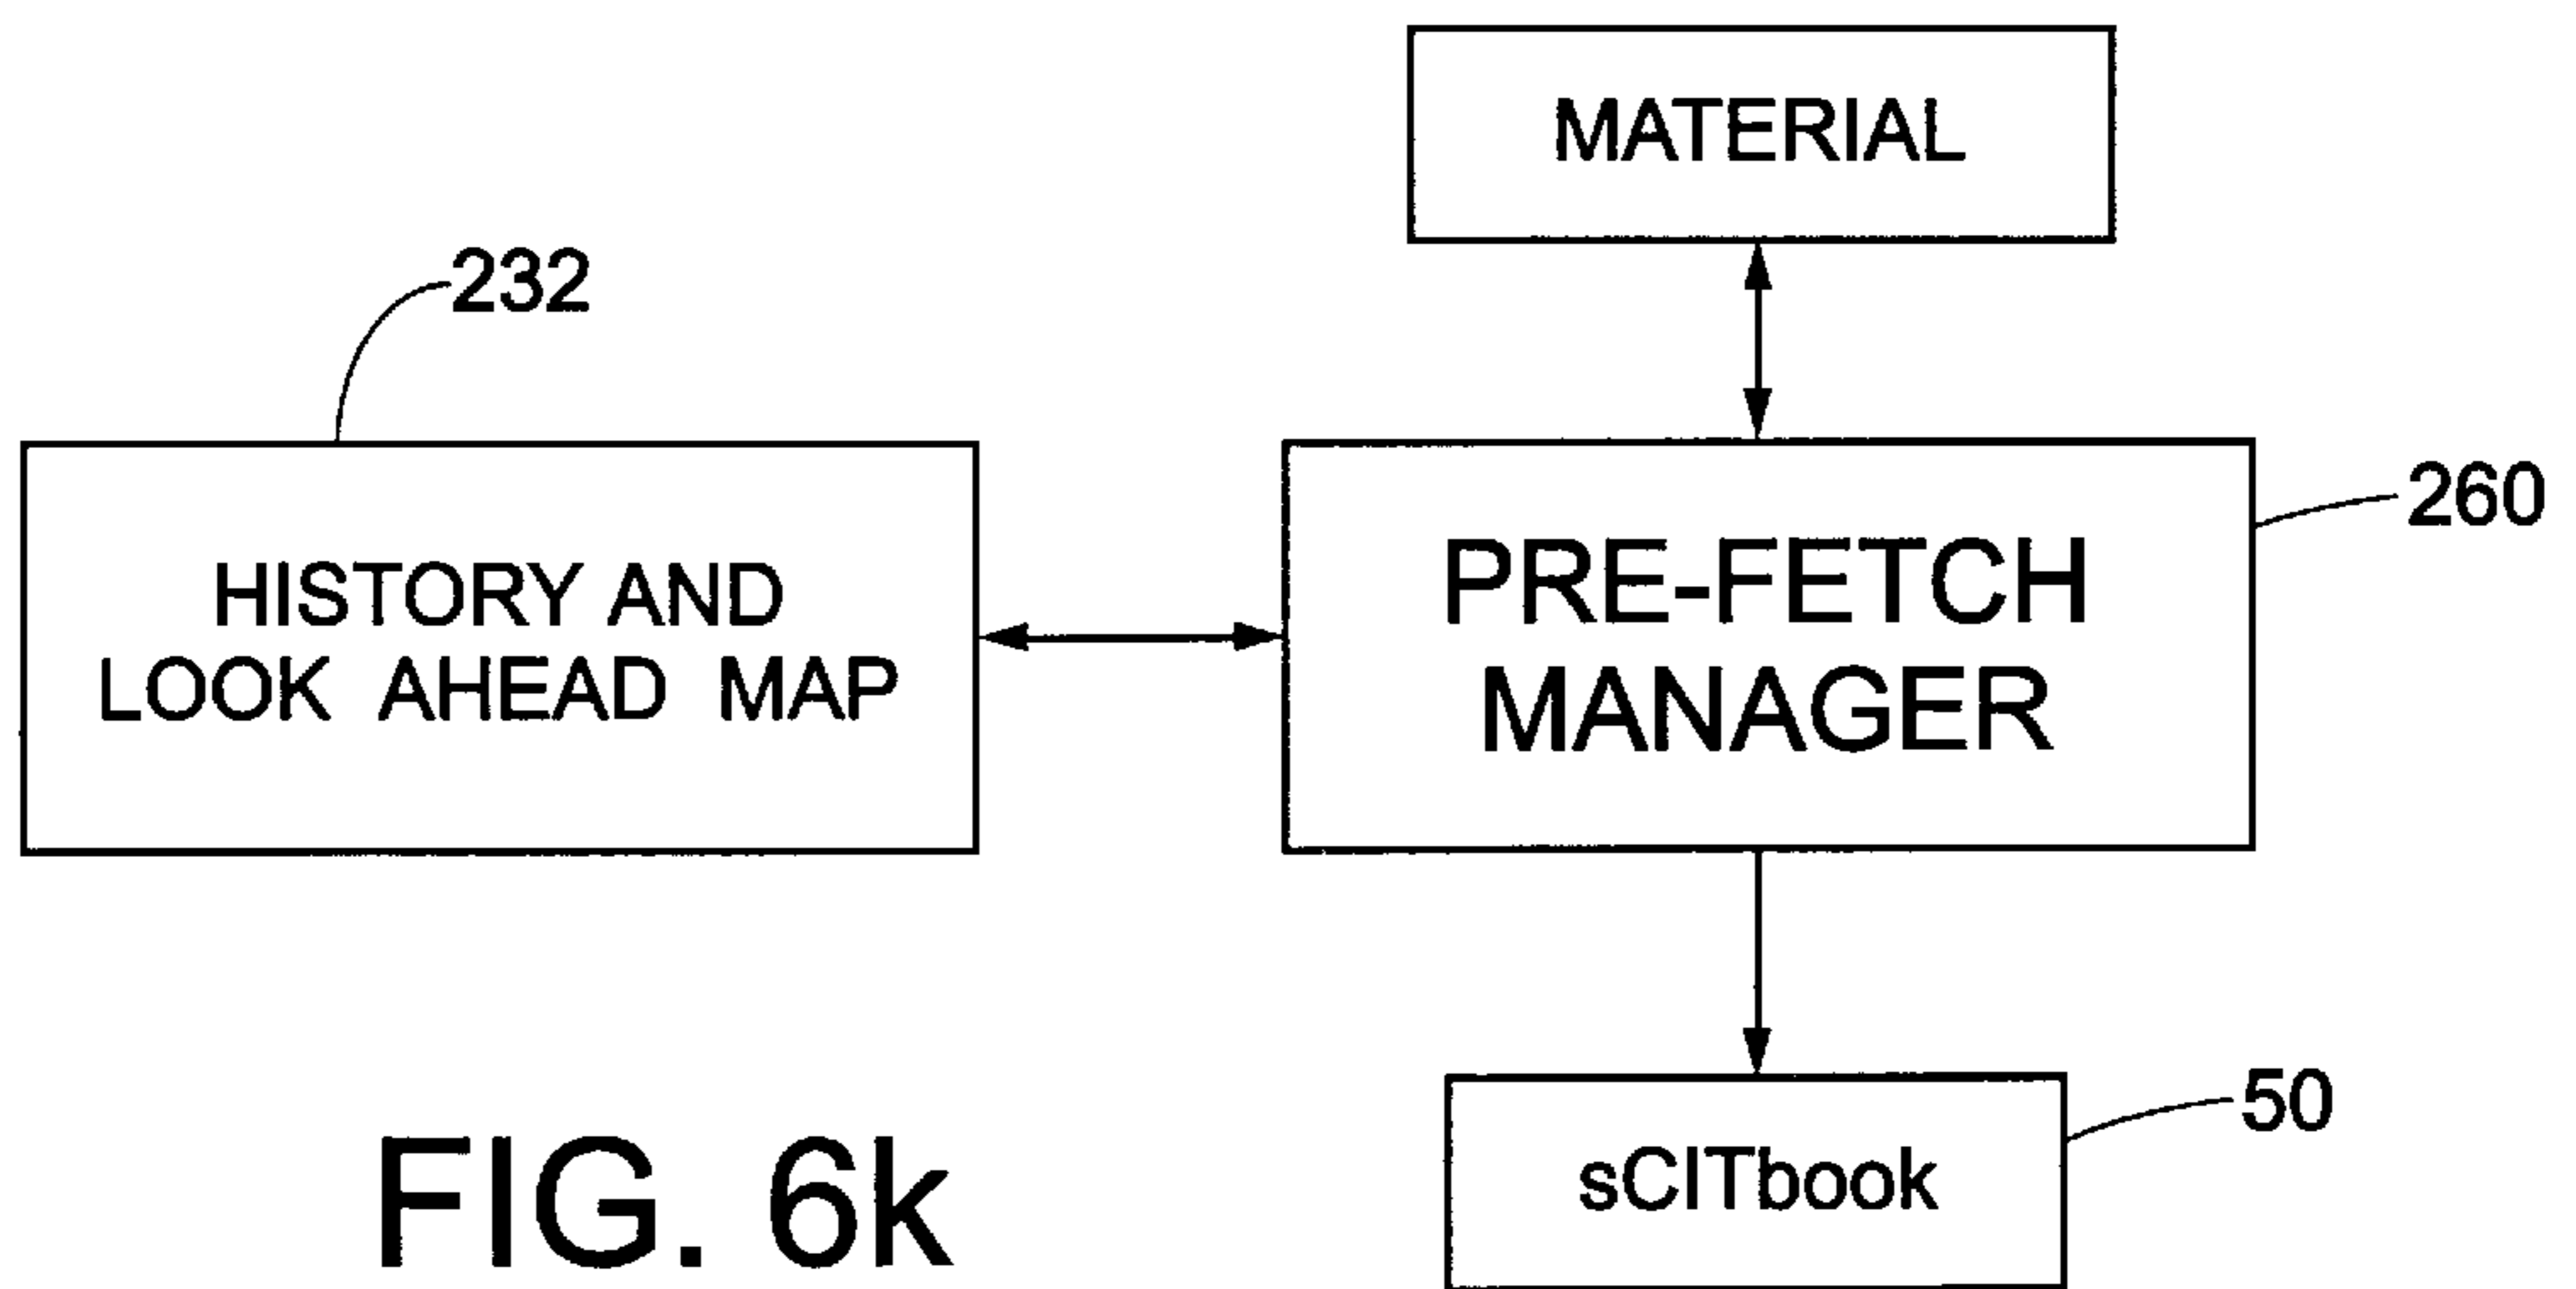 MATERIAL
232
260
HISTORY AND
LOOK AHEAD MAP
PRE-FETCH
MANAGER
50
sCITbook
FIG. 6k